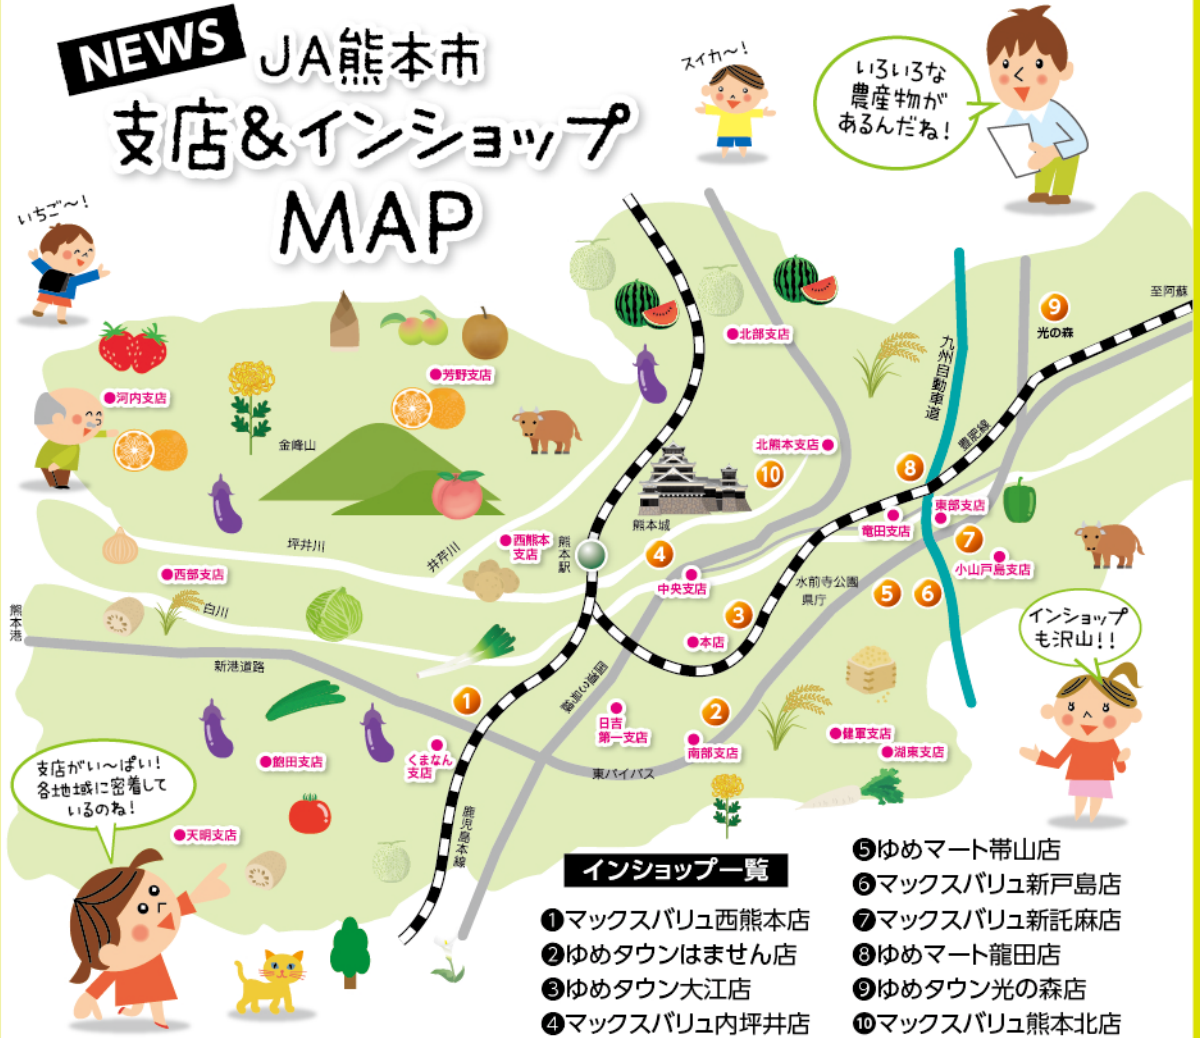 NEWS
JA熊本市
支店&インショップ
MAP
スイカ〜!
いろいろな
農産物が
あるんだね!
いちご〜!
至阿蘇
9
光の森
九州自動車道
豊肥線
北部支店
河内支店
芳野支店
金峰山
北熊本支店
10
8
熊本城
東部支店
竜田支店
7
小山戸島支店
坪井川
井芹川
西熊本
支店
熊本駅
4
中央支店
水前寺公園
県庁
5
6
西部支店
白川
熊本港
新港道路
3
本店
インショップ
も沢山!!
国道3号線
1
2
日吉
第一支店
南部支店
健軍支店
湖東支店
くまなん
支店
飽田支店
東バイパス
支店がい〜ぱい!
各地域に密着して
いるのね!
天明支店
鹿児島本線
インショップ一覧
❶マックスバリュ西熊本店
❷ゆめタウンはません店
❸ゆめタウン大江店
❹マックスバリュ内坪井店
❺ゆめマート帯山店
❻マックスバリュ新戸島店
❼マックスバリュ新託麻店
❽ゆめマート龍田店
❾ゆめタウン光の森店
❿マックスバリュ熊本北店